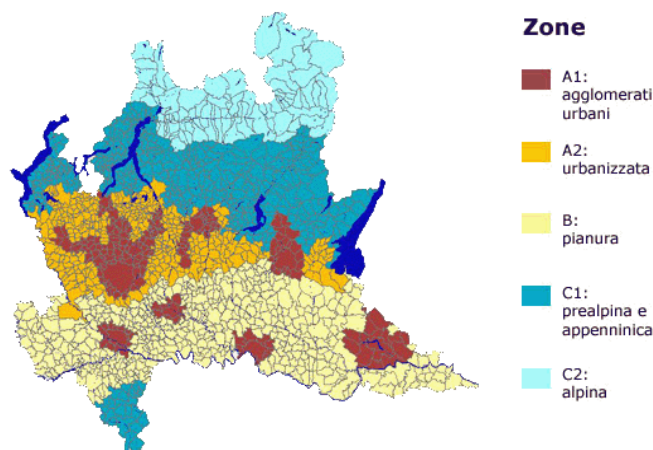 Zone
A1:
agglomerati
urbani
A2:
urbanizzata
B:
pianura
C1:
prealpina e
appenninica
C2:
alpina